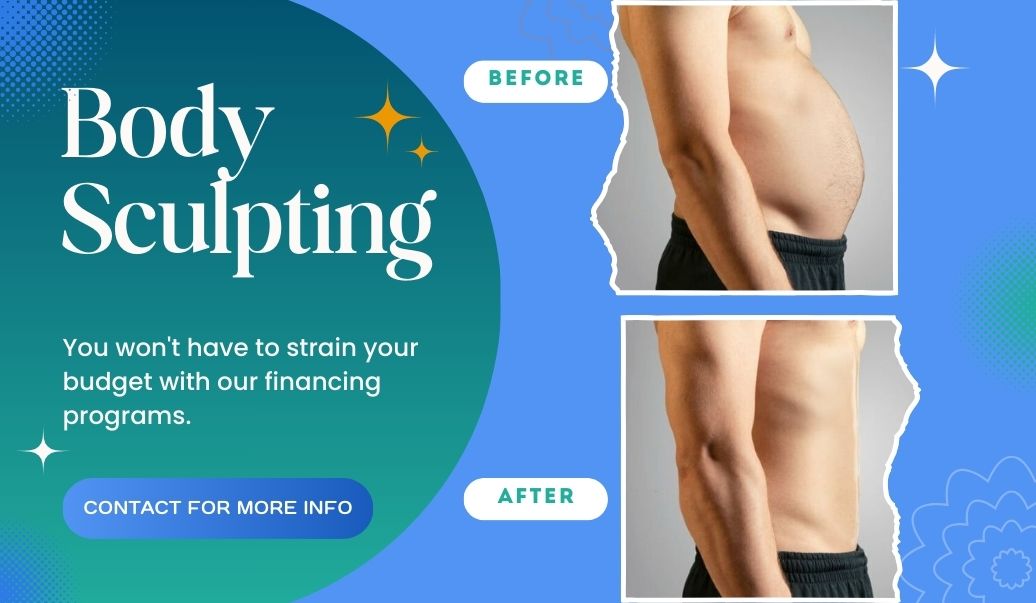 Body
Sculpting
You won't have to strain your
budget with our financing
programs.
CONTACT FOR MORE INFO
BEFORE
AFTER